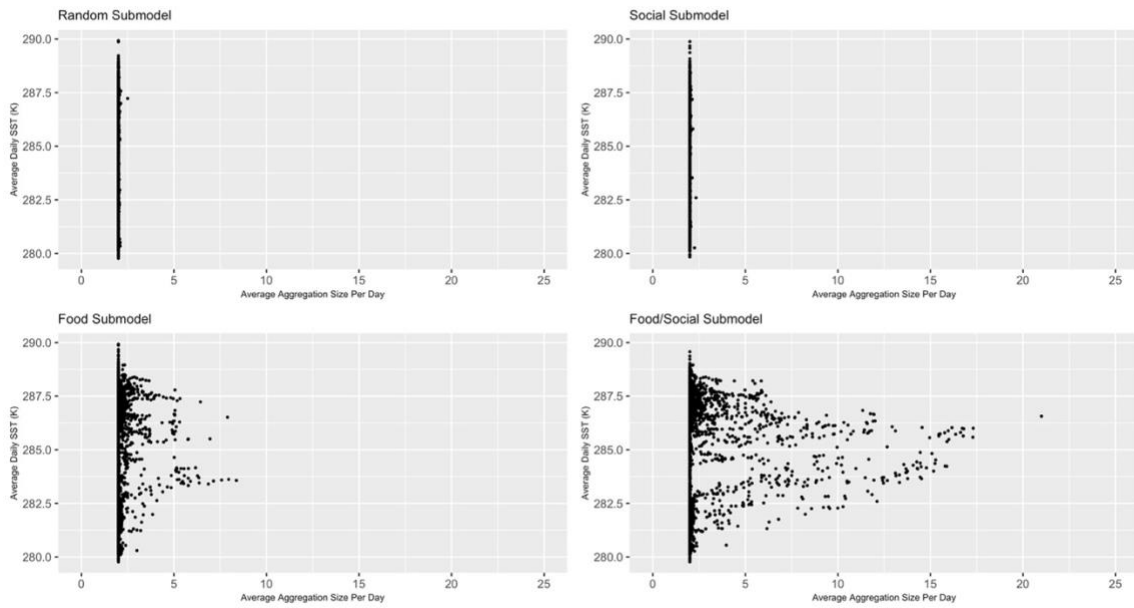 Random Submodel
Average Daily SST (K)
290.0
287.5
285.0
282.5
280.0
0 5 10 15 20 25
Average Aggregation Size Per Day
Social Submodel
Average Daily SST (K)
290.0
287.5
285.0
282.5
280.0
0 5 10 15 20 25
Average Aggregation Size Per Day
Food Submodel
Average Daily SST (K)
290.0
287.5
285.0
282.5
280.0
0 5 10 15 20 25
Average Aggregation Size Per Day
Food/Social Submodel
Average Daily SST (K)
290.0
287.5
285.0
282.5
280.0
0 5 10 15 20 25
Average Aggregation Size Per Day